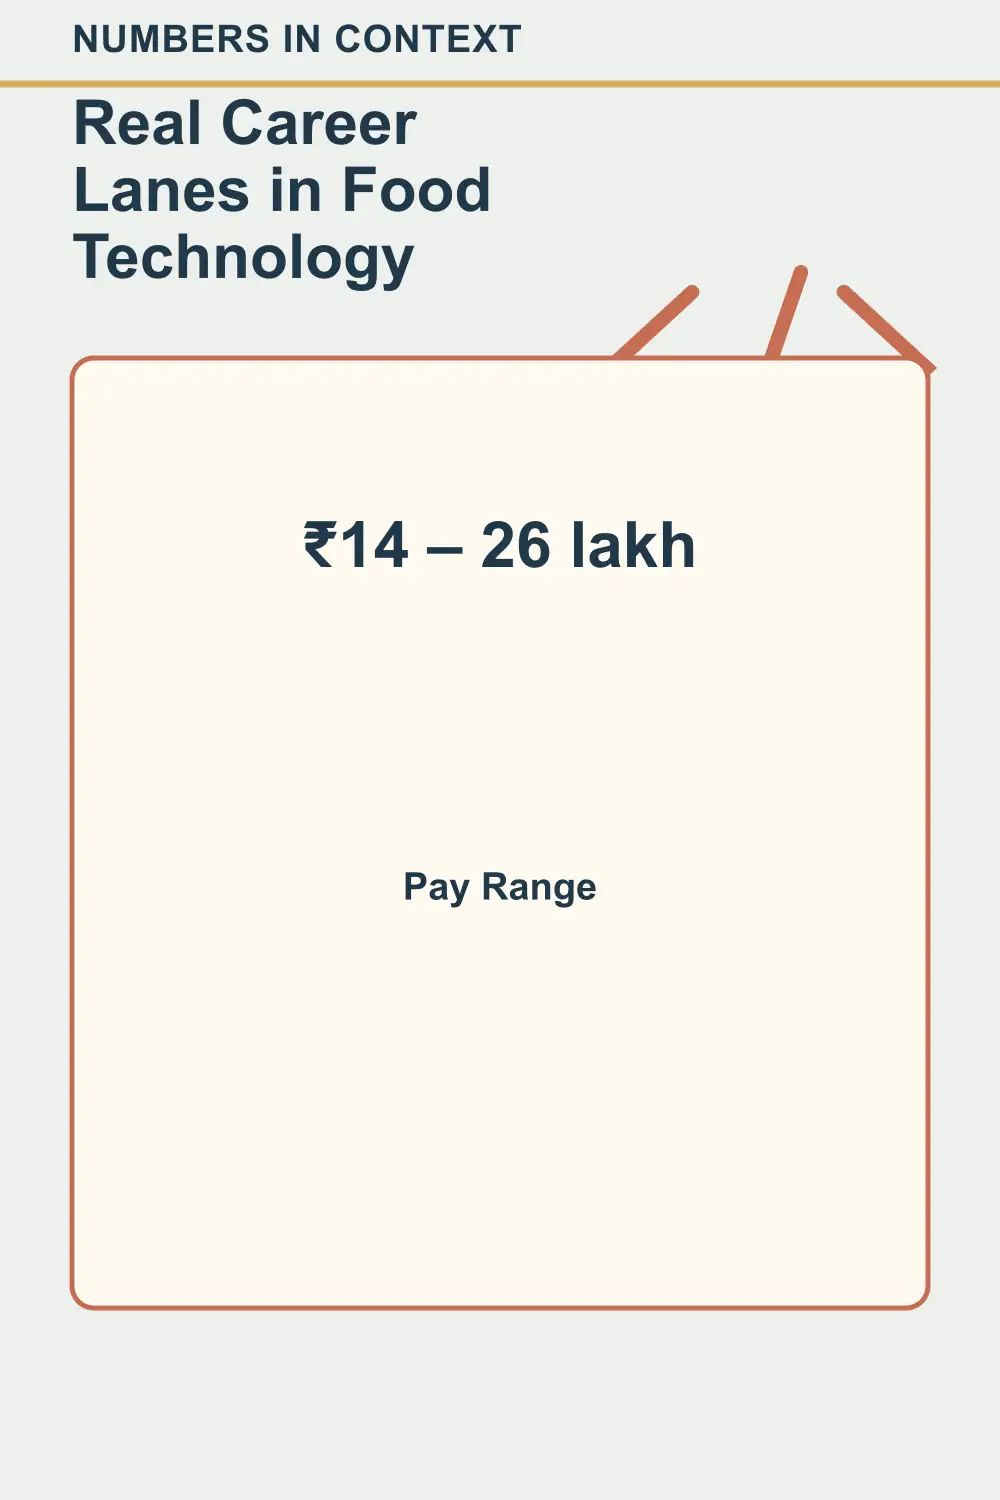 NUMBERS IN CONTEXT
Real Career
Lanes in Food
Technology
₹14 – 26 lakh
Pay Range